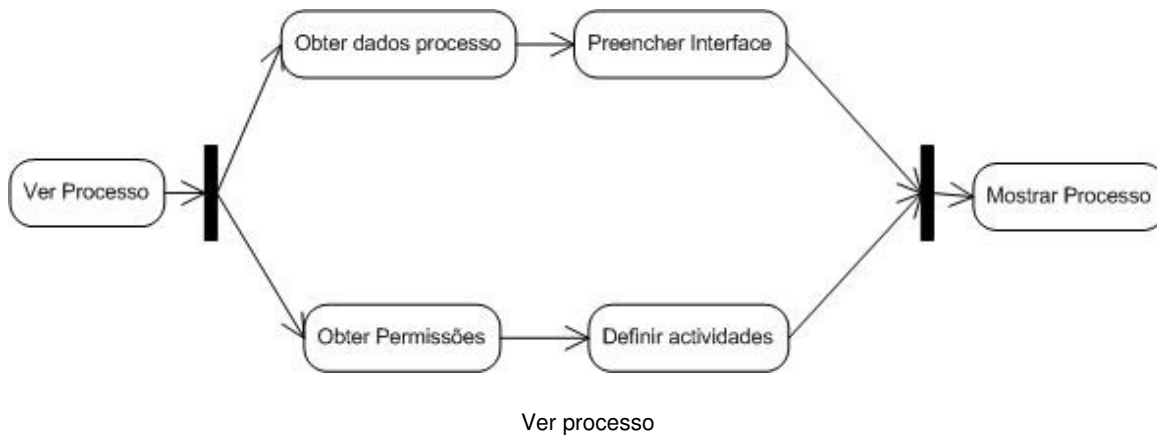 Obter dados processo
Preencher Interface
Ver Processo
Mostrar Processo
Obter Permissões
Definir actividades
Ver processo